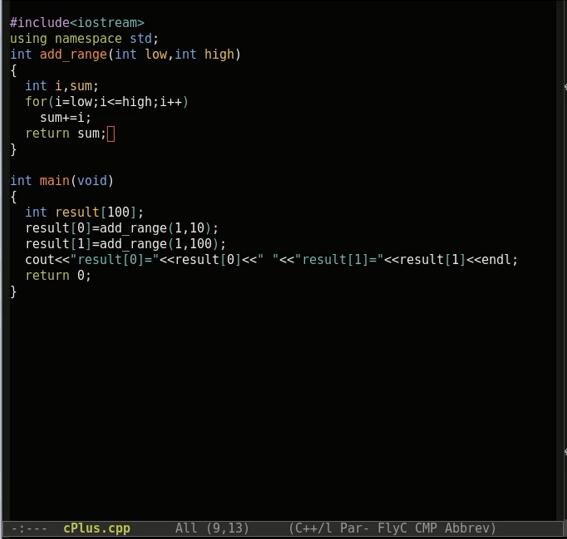 #include<iostream>
using namespace std;
int add_range(int low,int high)
{
  int i,sum;
  for(i=low;i<=high;i++)
    sum+=i;
  return sum;
}

int main(void)
{
  int result[100];
  result[0]=add_range(1,10);
  result[1]=add_range(1,100);
  cout<<"result[0]="<<result[0]<<" "<<"result[1]="<<result[1]<<endl;
  return 0;
}
-:--- cPlus.cpp All (9,13) (C++/l Par- FlyC CMP Abbrev)